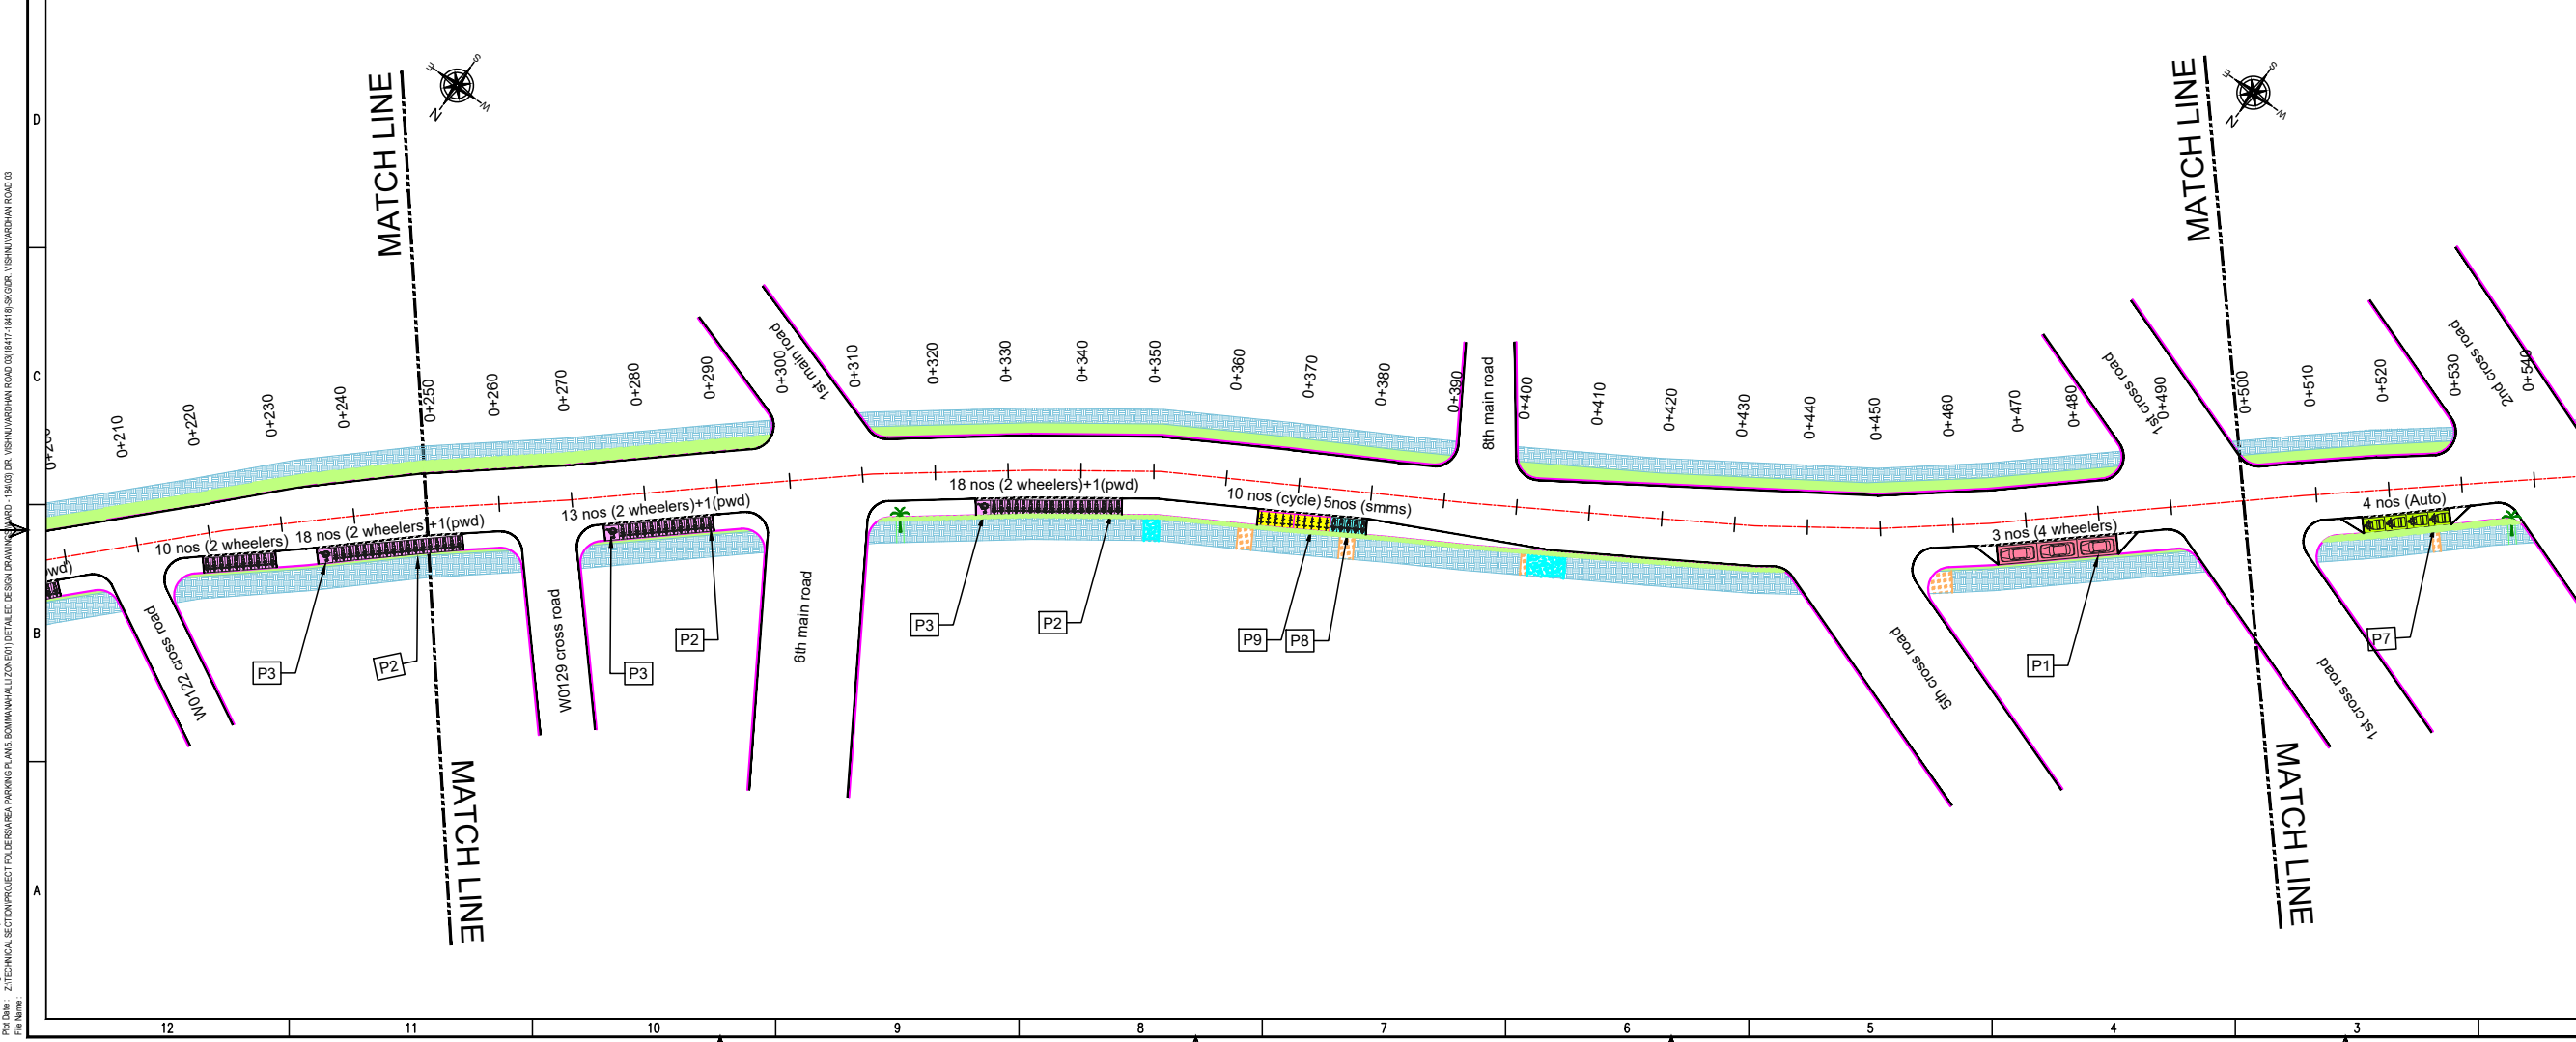 D
C
B
A
MATCH LINE
S
E
W
N
MATCH LINE
S
E
W
N
0+210
0+220
0+230
0+240
0+250
0+260
0+270
0+280
0+290
0+300
1st main road
0+310
0+320
0+330
0+340
0+350
0+360
0+370
0+380
0+390
8th main road
0+400
0+410
0+420
0+430
0+440
0+450
0+460
0+470
0+480
1st cross road
0+490
0+500
0+510
0+520
0+530
2nd cross road
0+540
10 nos (2 wheelers)
18 nos (2 wheelers)+1(pwd)
13 nos (2 wheelers)+1(pwd)
18 nos (2 wheelers)+1(pwd)
10 nos (cycle)
5nos (smms)
3 nos (4 wheelers)
4 nos (Auto)
W0122 cross road
P3
P2
W0129 cross road
P3
P2
6th main road
P3
P2
P9
P8
5th cross road
P1
1st cross road
P7
MATCH LINE
MATCH LINE
12
11
10
9
8
7
6
5
4
3
Plot Date :
File Name :